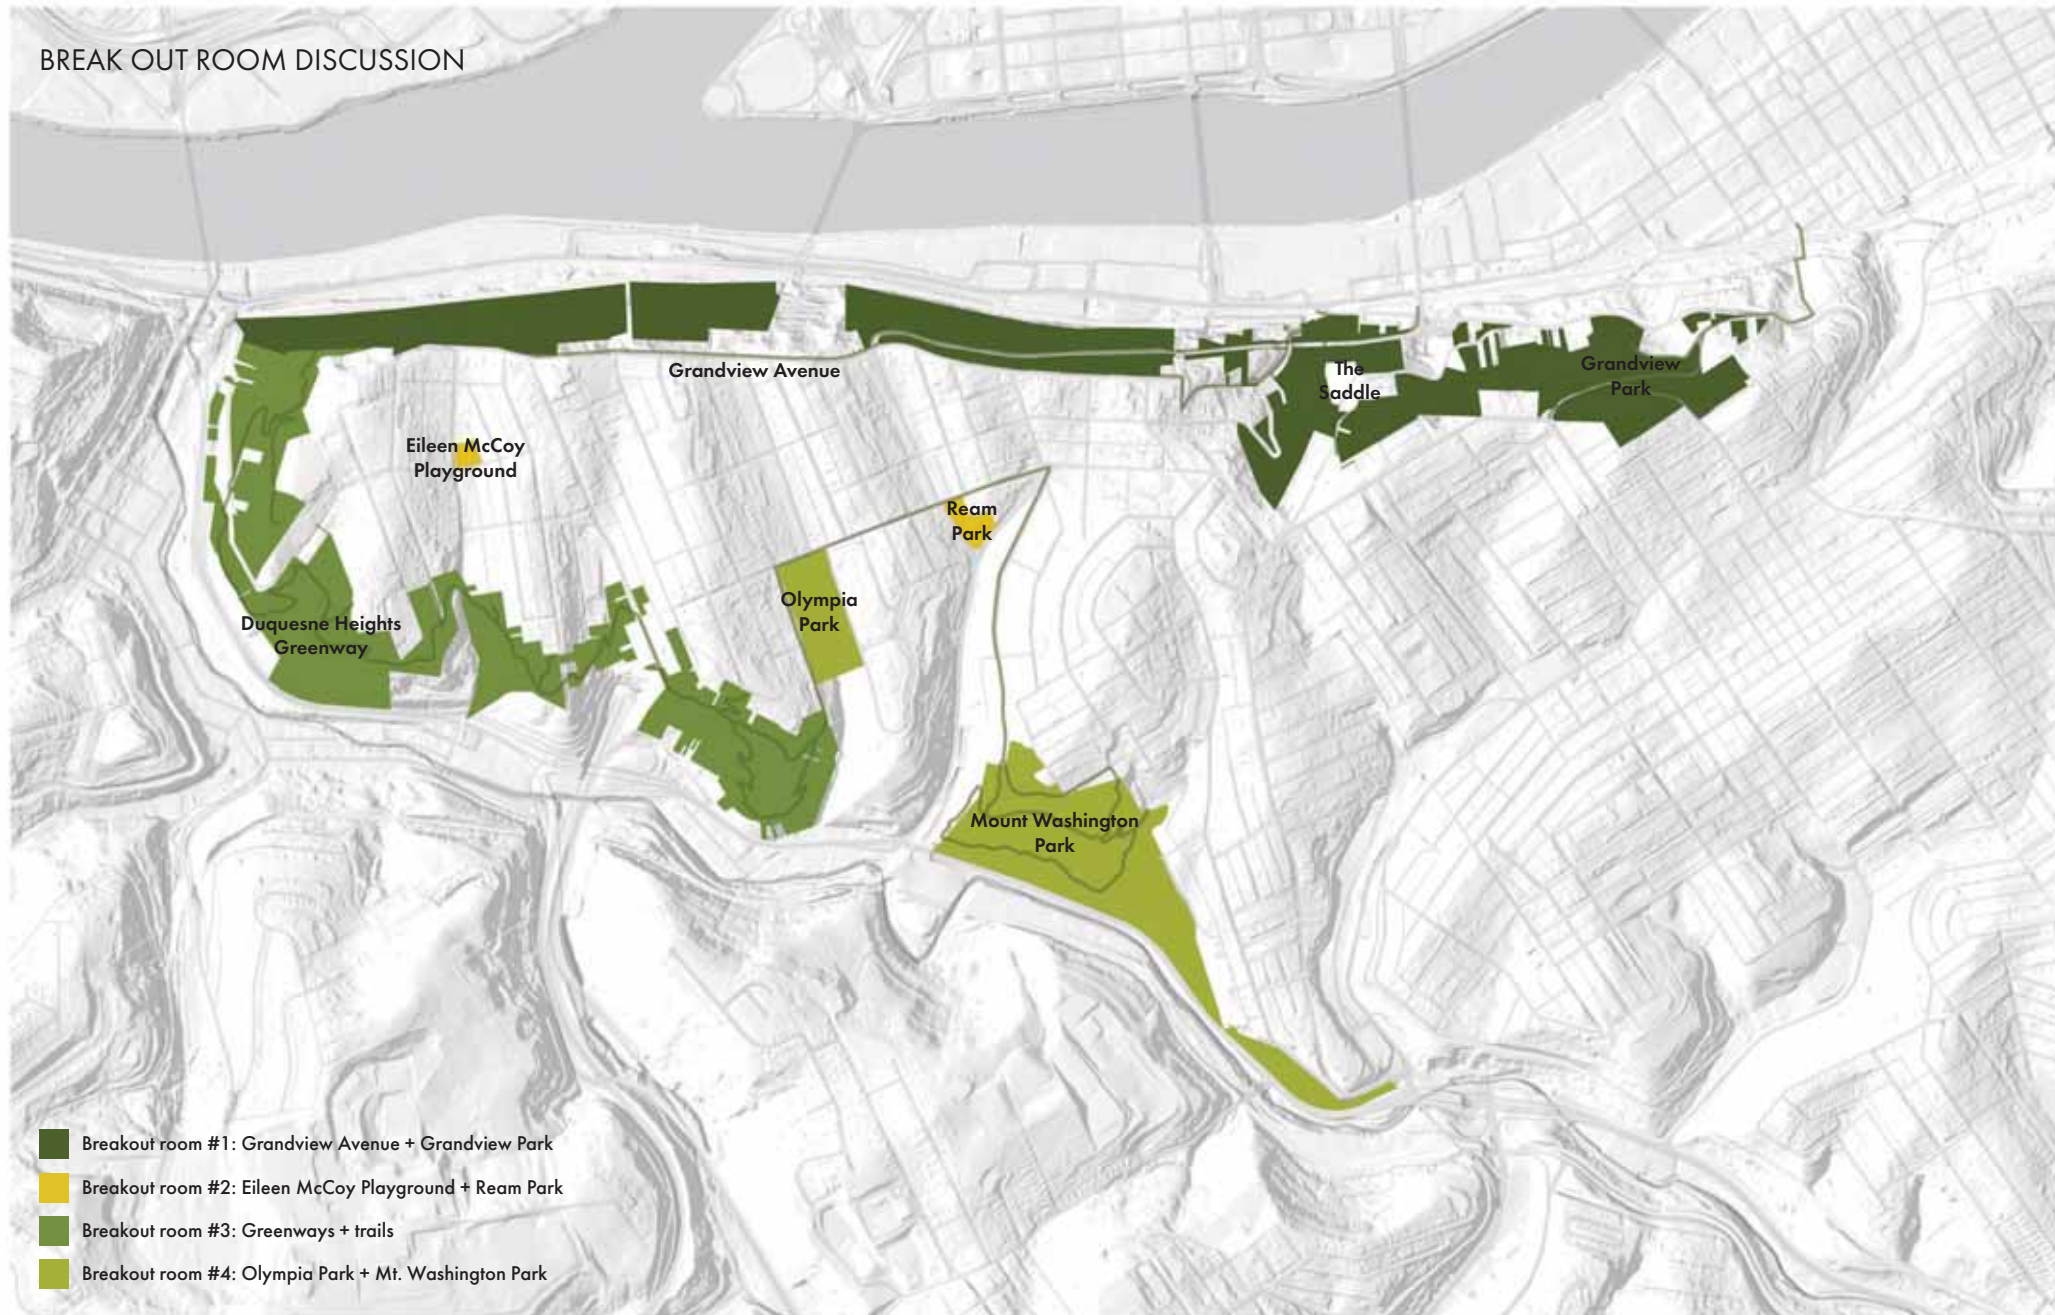 BREAK OUT ROOM DISCUSSION
Grandview Avenue
The
Saddle
Grandview
Park
Eileen McCoy
Playground
Ream
Park
Olympia
Park
Duquesne Heights
Greenway
Mount Washington
Park
Breakout room #1: Grandview Avenue + Grandview Park
Breakout room #2: Eileen McCoy Playground + Ream Park
Breakout room #3: Greenways + trails
Breakout room #4: Olympia Park + Mt. Washington Park